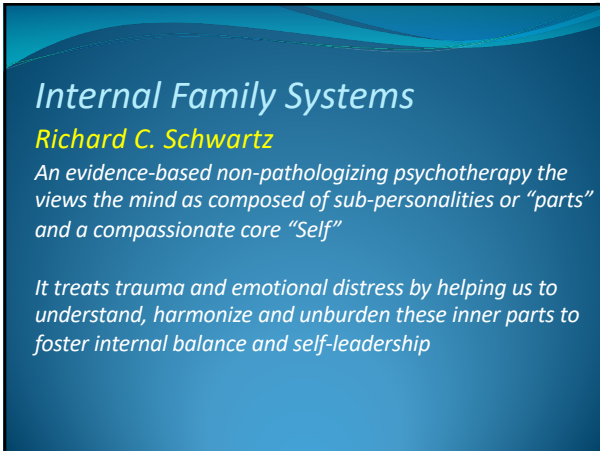 Internal Family Systems
Richard C. Schwartz
An evidence-based non-pathologizing psychotherapy the
views the mind as composed of sub-personalities or “parts”
and a compassionate core “Self”
It treats trauma and emotional distress by helping us to
understand, harmonize and unburden these inner parts to
foster internal balance and self-leadership